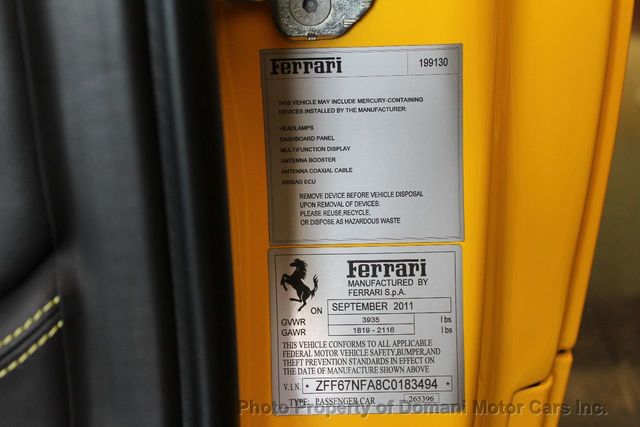 Ferrari 199130
THIS VEHICLE MAY INCLUDE MERCURY-CONTAINING
DEVICES INSTALLED BY THE MANUFACTURER:
HEADLAMPS
DASHBOARD PANEL
MULTIFUNCTION DISPLAY
ANTENNA BOOSTER
ANTENNA COAXIAL CABLE
AIRBAG ECU
REMOVE DEVICE BEFORE VEHICLE DISPOSAL
UPON REMOVAL OF DEVICES:
PLEASE REUSE,RECYCLE,
OR DISPOSE AS HAZARDOUS WASTE
Ferrari
MANUFACTURED BY
FERRARI S.p.A.
ON SEPTEMBER 2011
GVWR 3935 lbs
GAWR 1819 - 2116 lbs
THIS VEHICLE CONFORMS TO ALL APPLICABLE
FEDERAL MOTOR VEHICLE SAFETY,BUMPER,AND
THEFT PREVENTION STANDARDS IN EFFECT ON
THE DATE OF MANUFACTURE SHOWN ABOVE
V.I.N. * ZFF67NFA8C0183494 *
TYPE: PASSENGER CAR 265396
Photo Property of Domani Motor Cars Inc.